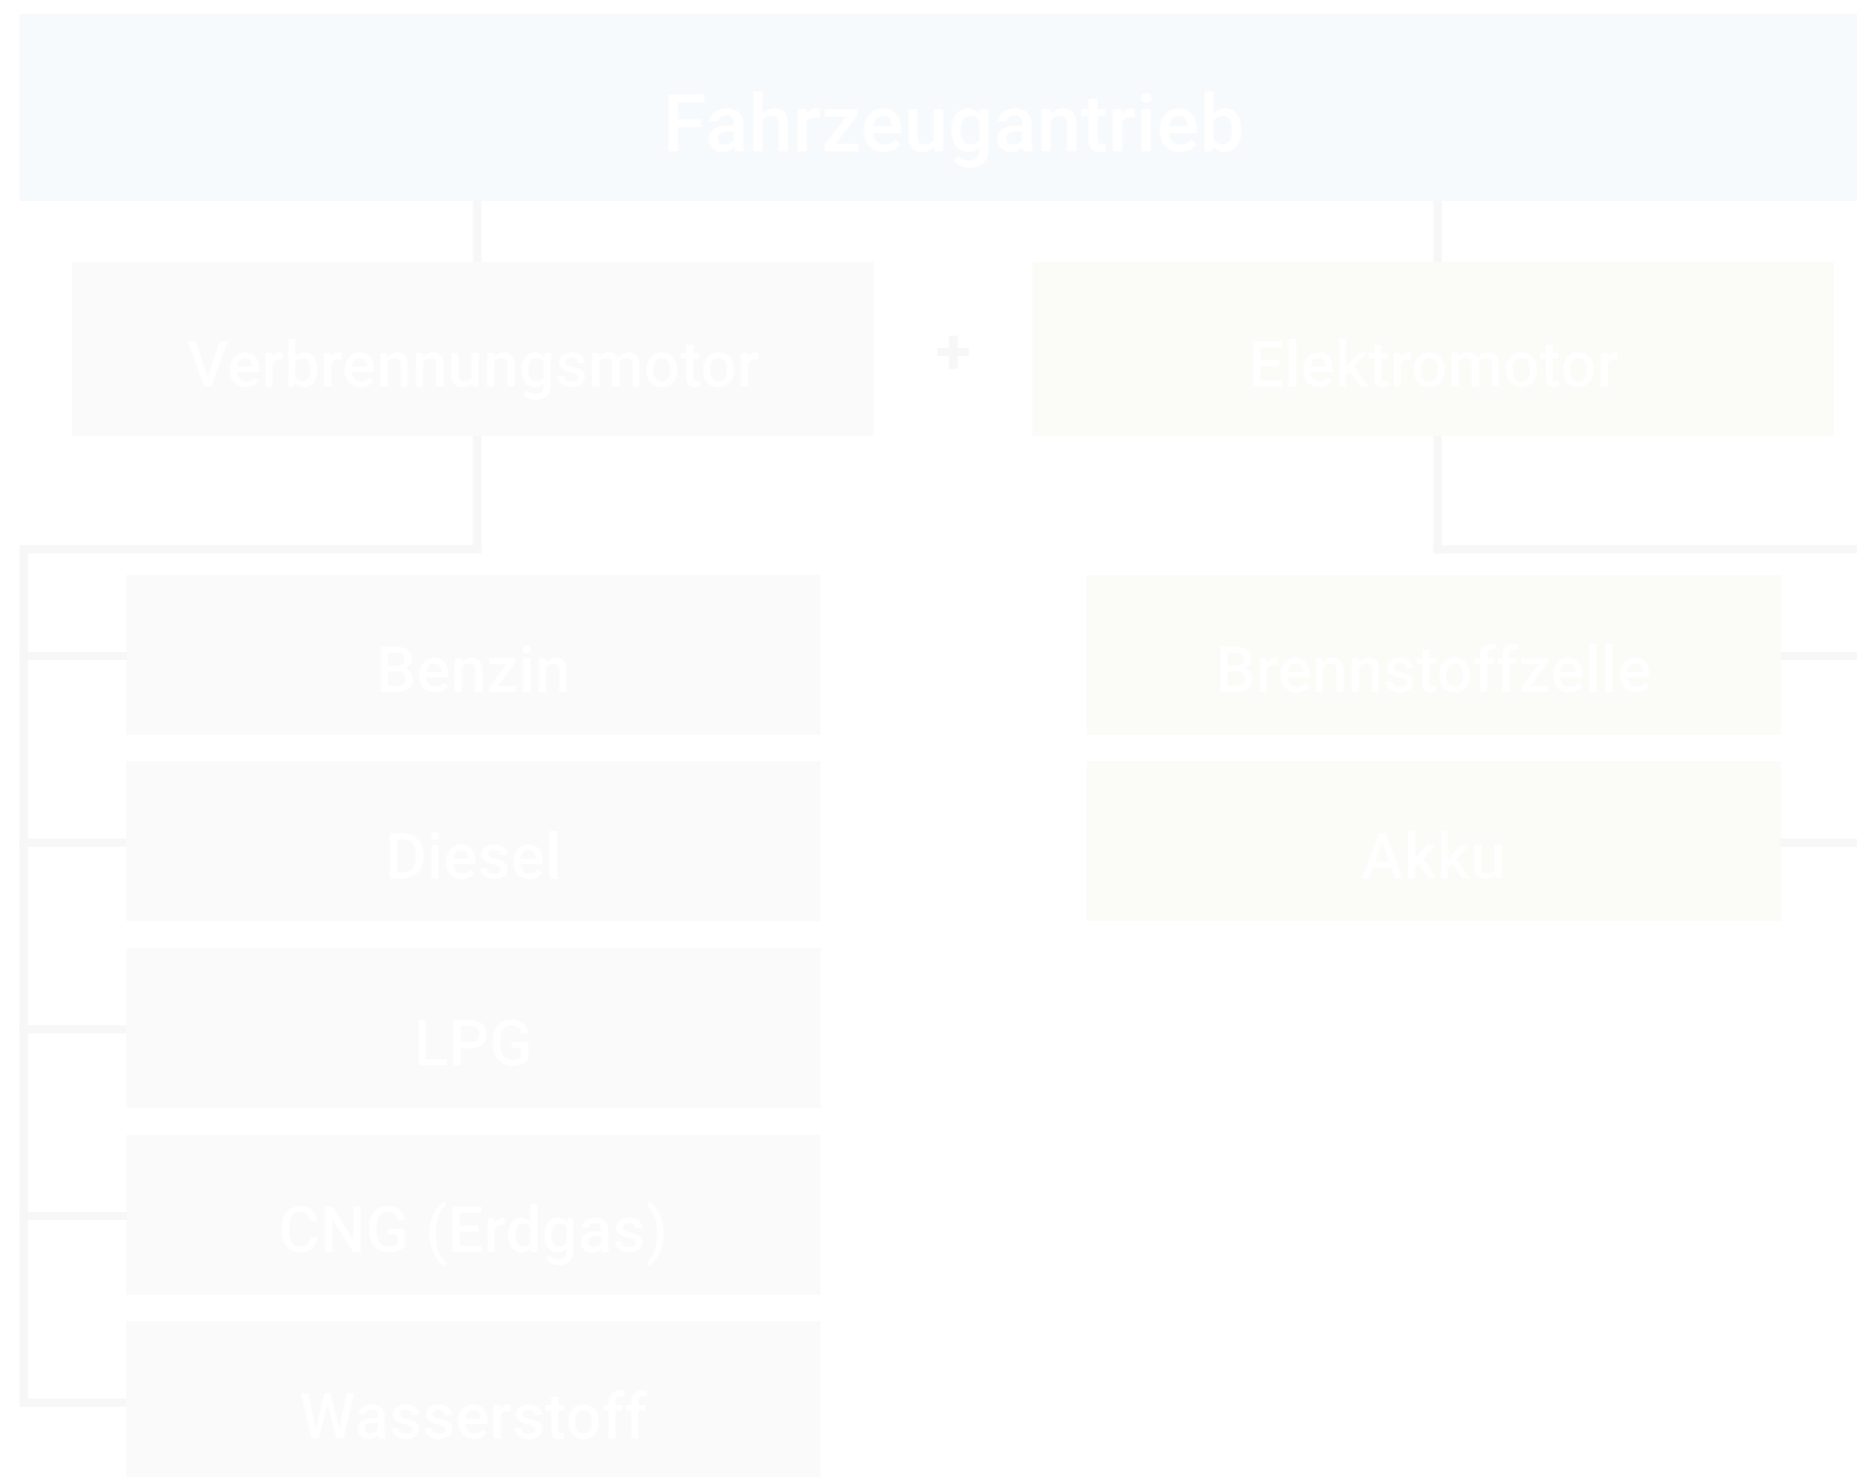 Fahrzeugantrieb
Verbrennungsmotor
+
Elektromotor
Benzin
Brennstoffzelle
Diesel
Akku
LPG
CNG (Erdgas)
Wasserstoff